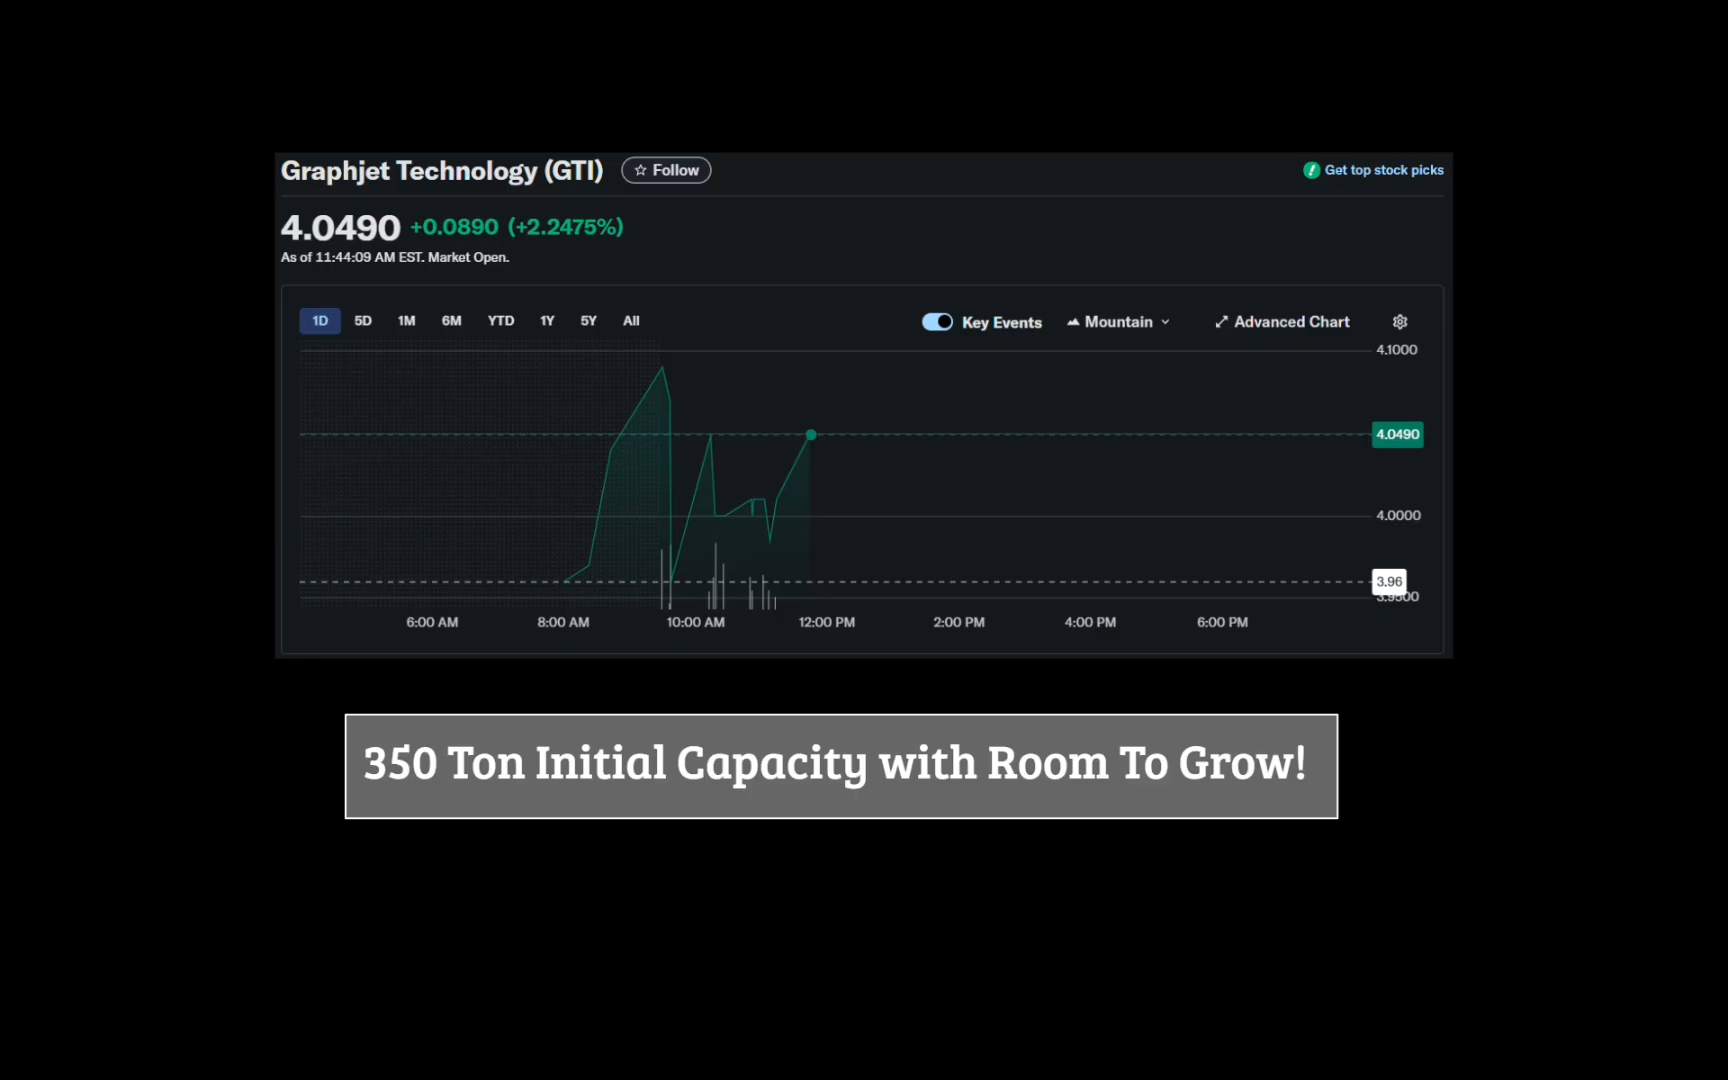 Graphjet Technology (GTI) Follow Get top stock picks
4.0490 +0.0890 (+2.2475%)
As of 11:44:09 AM EST. Market Open.
1D 5D 1M 6M YTD 1Y 5Y All Key Events Mountain Advanced Chart
4.1000
4.0490
4.0000
3.96
3.9500
6:00 AM 8:00 AM 10:00 AM 12:00 PM 2:00 PM 4:00 PM 6:00 PM
350 Ton Initial Capacity with Room To Grow!